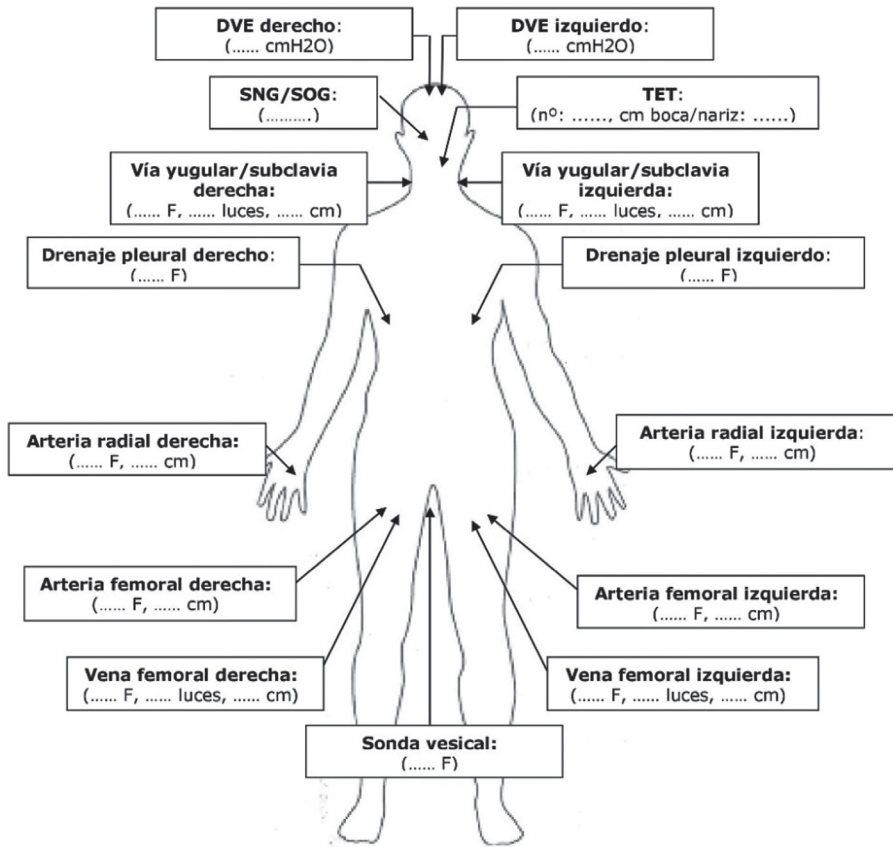 DVE derecho:
(...... cmH2O)
DVE izquierdo:
(...... cmH2O)
SNG/SOG:
(..........)
TET:
(nº: ......, cm boca/nariz: ......)
Vía yugular/subclavia
derecha:
(...... F, ...... luces, ...... cm)
Vía yugular/subclavia
izquierda:
(...... F, ...... luces, ...... cm)
Drenaje pleural derecho:
(...... F)
Drenaje pleural izquierdo:
(...... F)
Arteria radial derecha:
(...... F, ...... cm)
Arteria radial izquierda:
(...... F, ...... cm)
Arteria femoral derecha:
(...... F, ...... cm)
Arteria femoral izquierda:
(...... F, ...... cm)
Vena femoral derecha:
(...... F, ...... luces, ...... cm)
Vena femoral izquierda:
(...... F, ...... luces, ...... cm)
Sonda vesical:
(...... F)